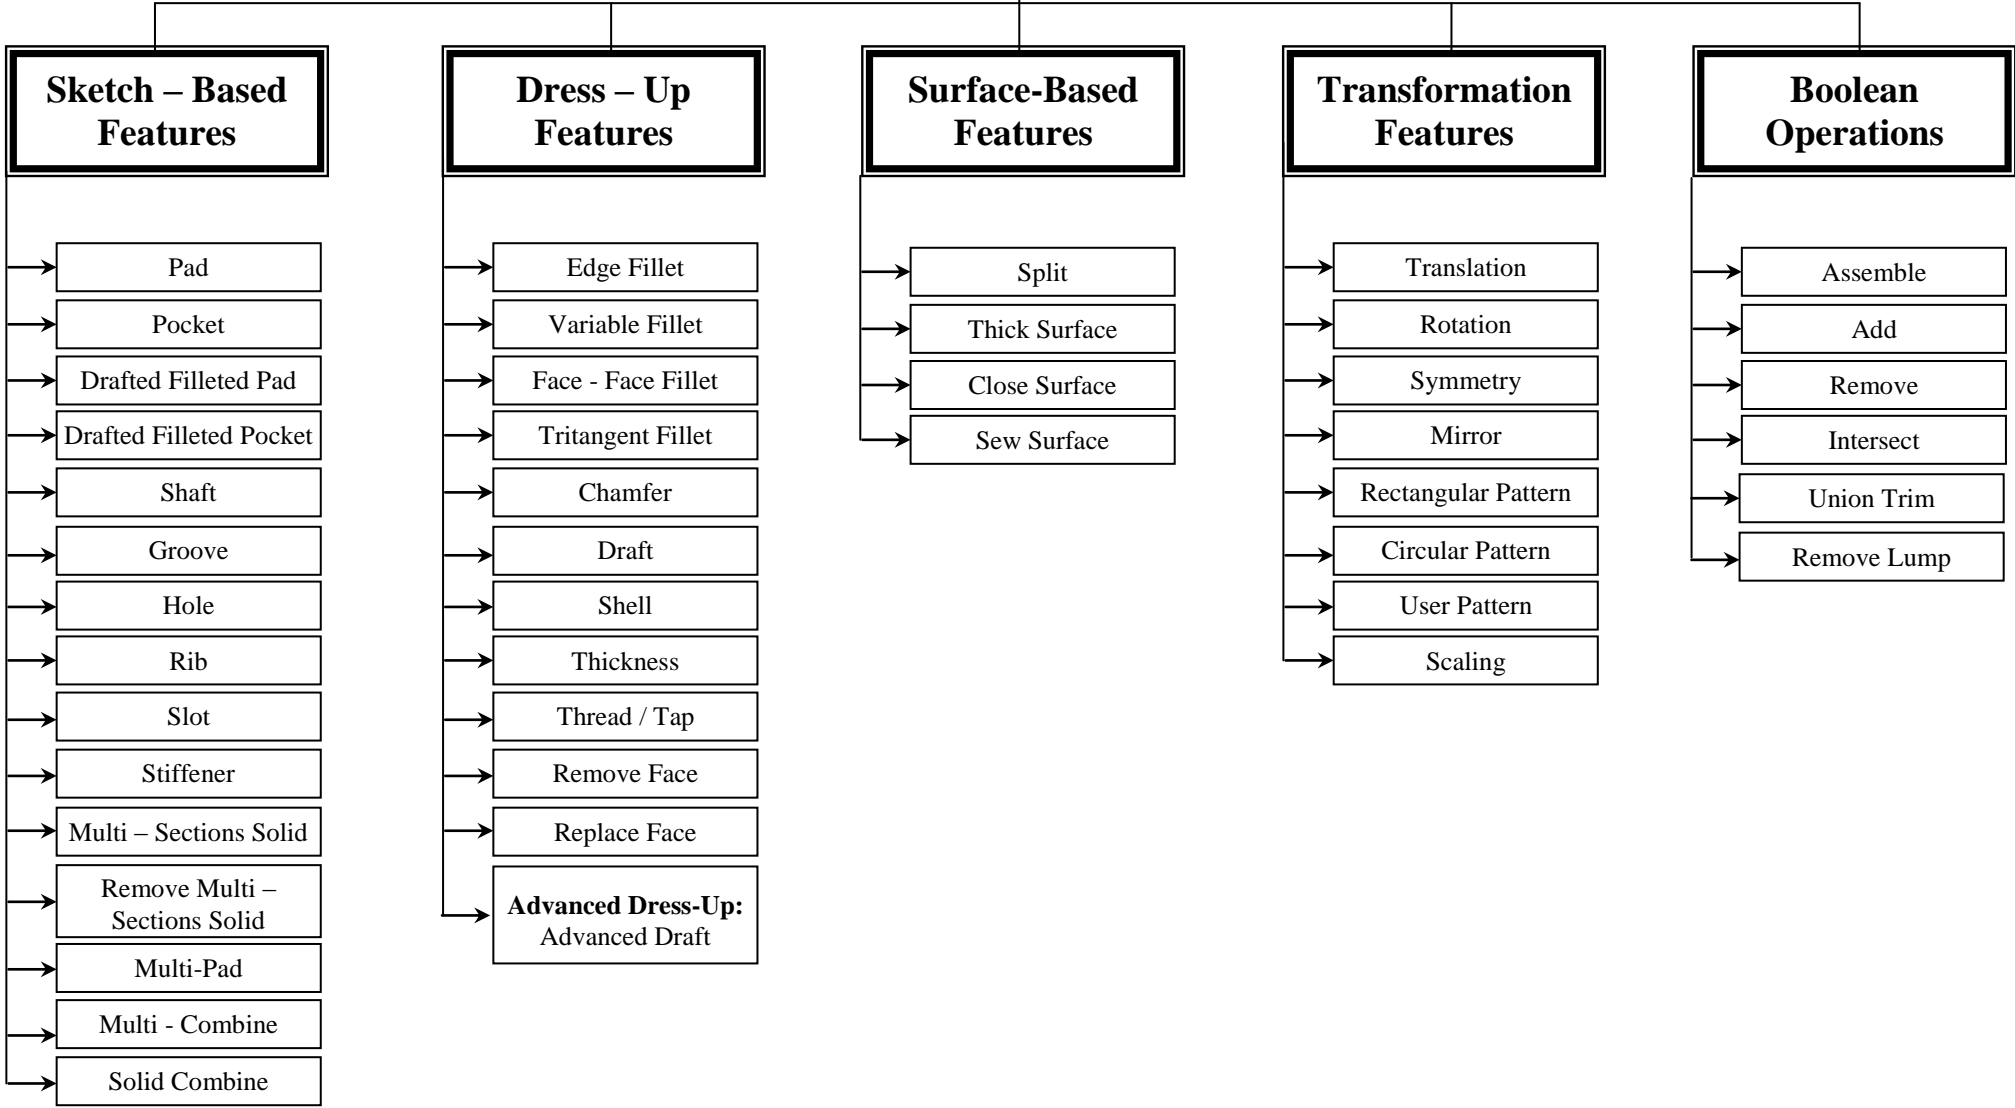 Sketch – Based
Features
Pad
Pocket
Drafted Filleted Pad
Drafted Filleted Pocket
Shaft
Groove
Hole
Rib
Slot
Stiffener
Multi – Sections Solid
Remove Multi –
Sections Solid
Multi-Pad
Multi - Combine
Solid Combine
Dress – Up
Features
Edge Fillet
Variable Fillet
Face - Face Fillet
Tritangent Fillet
Chamfer
Draft
Shell
Thickness
Thread / Tap
Remove Face
Replace Face
Advanced Dress-Up:
Advanced Draft
Surface-Based
Features
Split
Thick Surface
Close Surface
Sew Surface
Transformation
Features
Translation
Rotation
Symmetry
Mirror
Rectangular Pattern
Circular Pattern
User Pattern
Scaling
Boolean
Operations
Assemble
Add
Remove
Intersect
Union Trim
Remove Lump